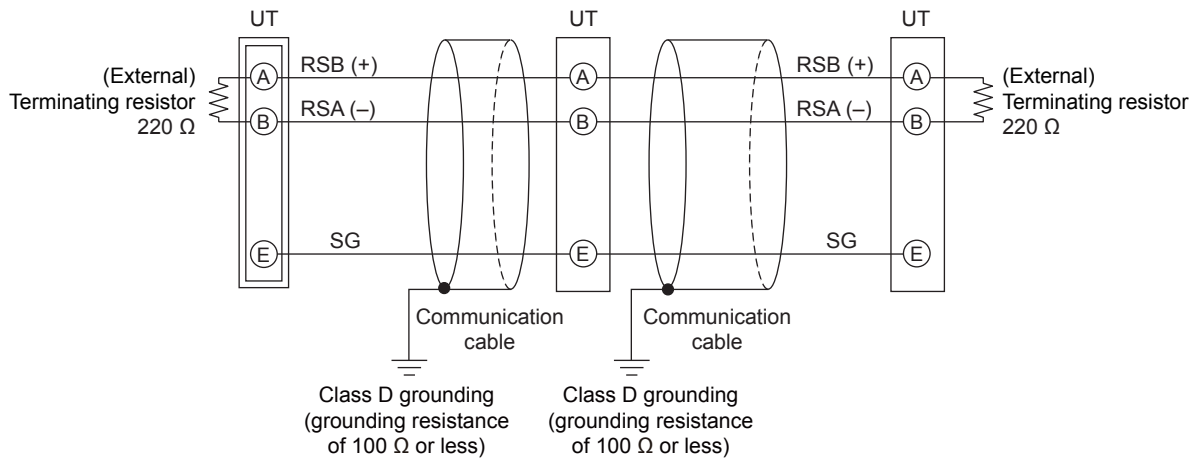 UT
UT
UT
(External)
Terminating resistor
220 Ω
A
RSB (+)
A
RSB (+)
A
(External)
Terminating resistor
220 Ω
B
RSA (–)
B
RSA (–)
B
E
SG
E
SG
E
Communication
cable
Communication
cable
Class D grounding
(grounding resistance
of 100 Ω or less)
Class D grounding
(grounding resistance
of 100 Ω or less)